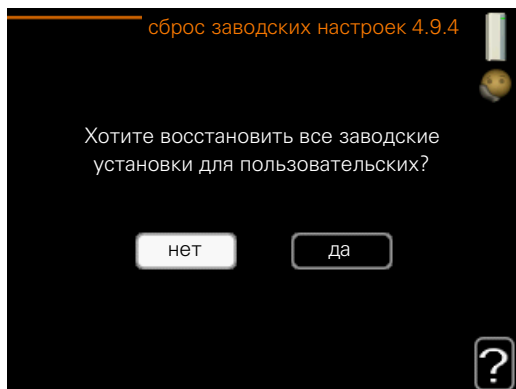 сброс заводских настроек 4.9.4
Хотите восстановить все заводские
установки для пользовательских?
нет
да
?